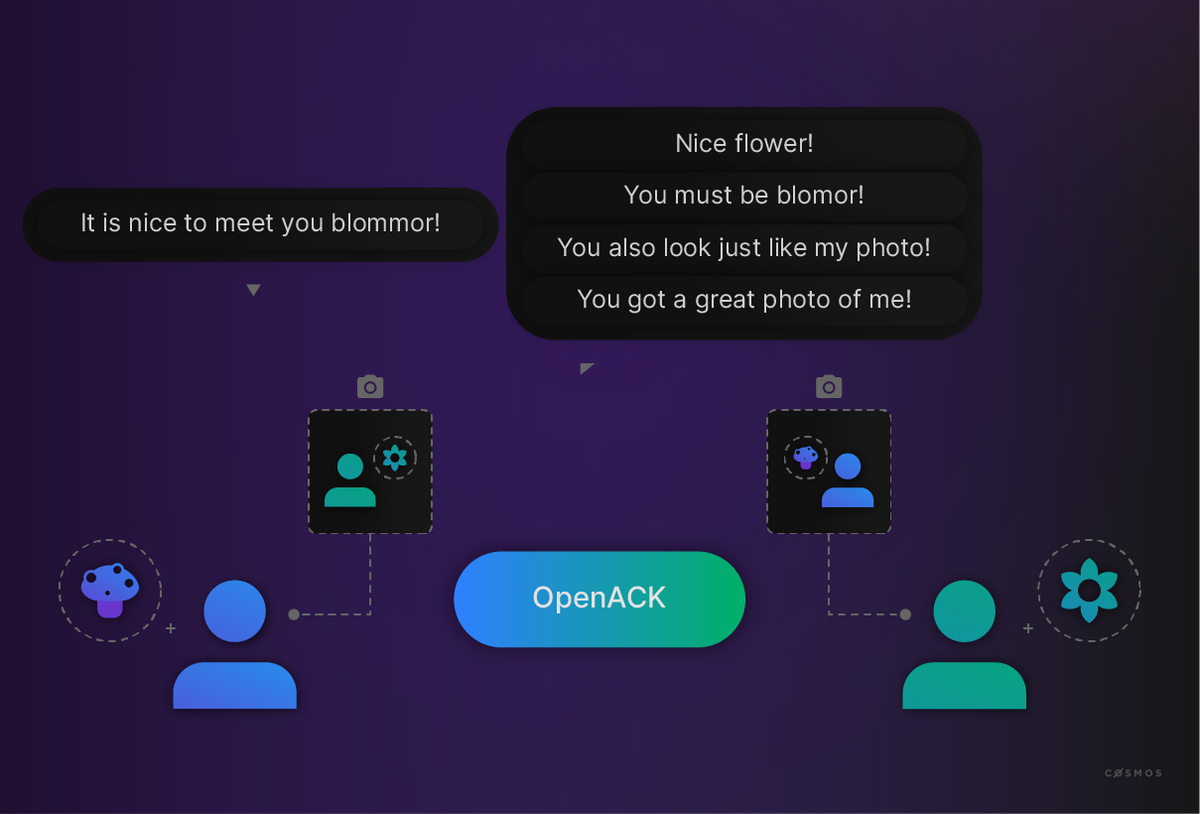 It is nice to meet you blommor!
Nice flower!
You must be blomor!
You also look just like my photo!
You got a great photo of me!
OpenACK
CØSMOS